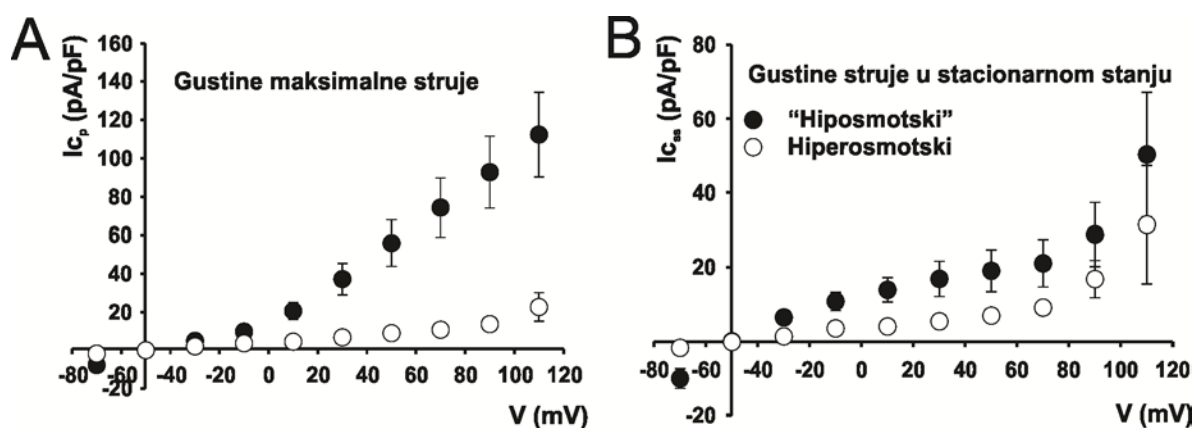 A
Gustine maksimalne struje
Ic_p (pA/pF)
160
140
120
100
80
60
40
20
-20
-80 -60 -40 -20 0 20 40 60 80 100 120
V (mV)
B
Gustine struje u stacionarnom stanju
“Hiposmotski”
Hiperosmotski
Ic_ss (pA/pF)
80
60
40
20
-20
-80 -60 -40 -20 0 20 40 60 80 100 120
V (mV)